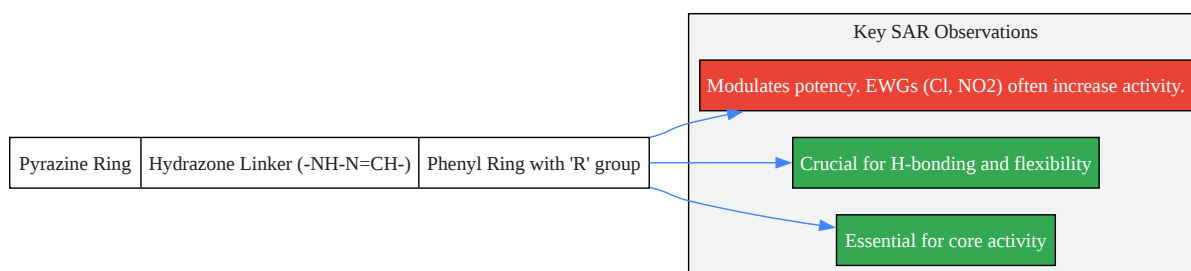 Key SAR Observations
Modulates potency. EWGs (Cl, NO2) often increase activity.
Pyrazine Ring
Hydrazone Linker (-NH-N=CH-)
Phenyl Ring with 'R' group
Crucial for H-bonding and flexibility
Essential for core activity